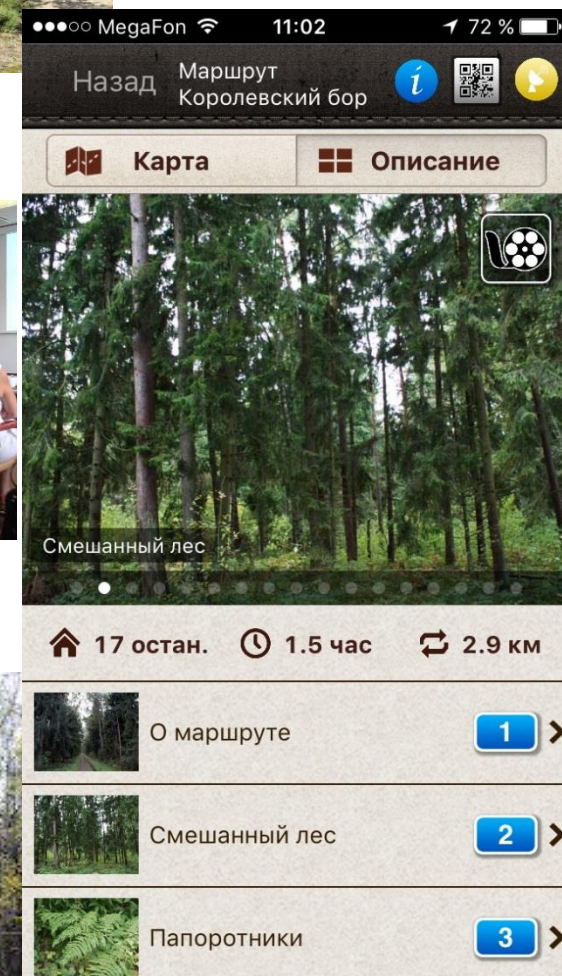 MegaFon 11:02 72 %
Назад Маршрут
Королевский бор
Карта Описание
Смешанный лес
17 остан. 1.5 час 2.9 км
О маршруте 1
Смешанный лес 2
Папоротники 3